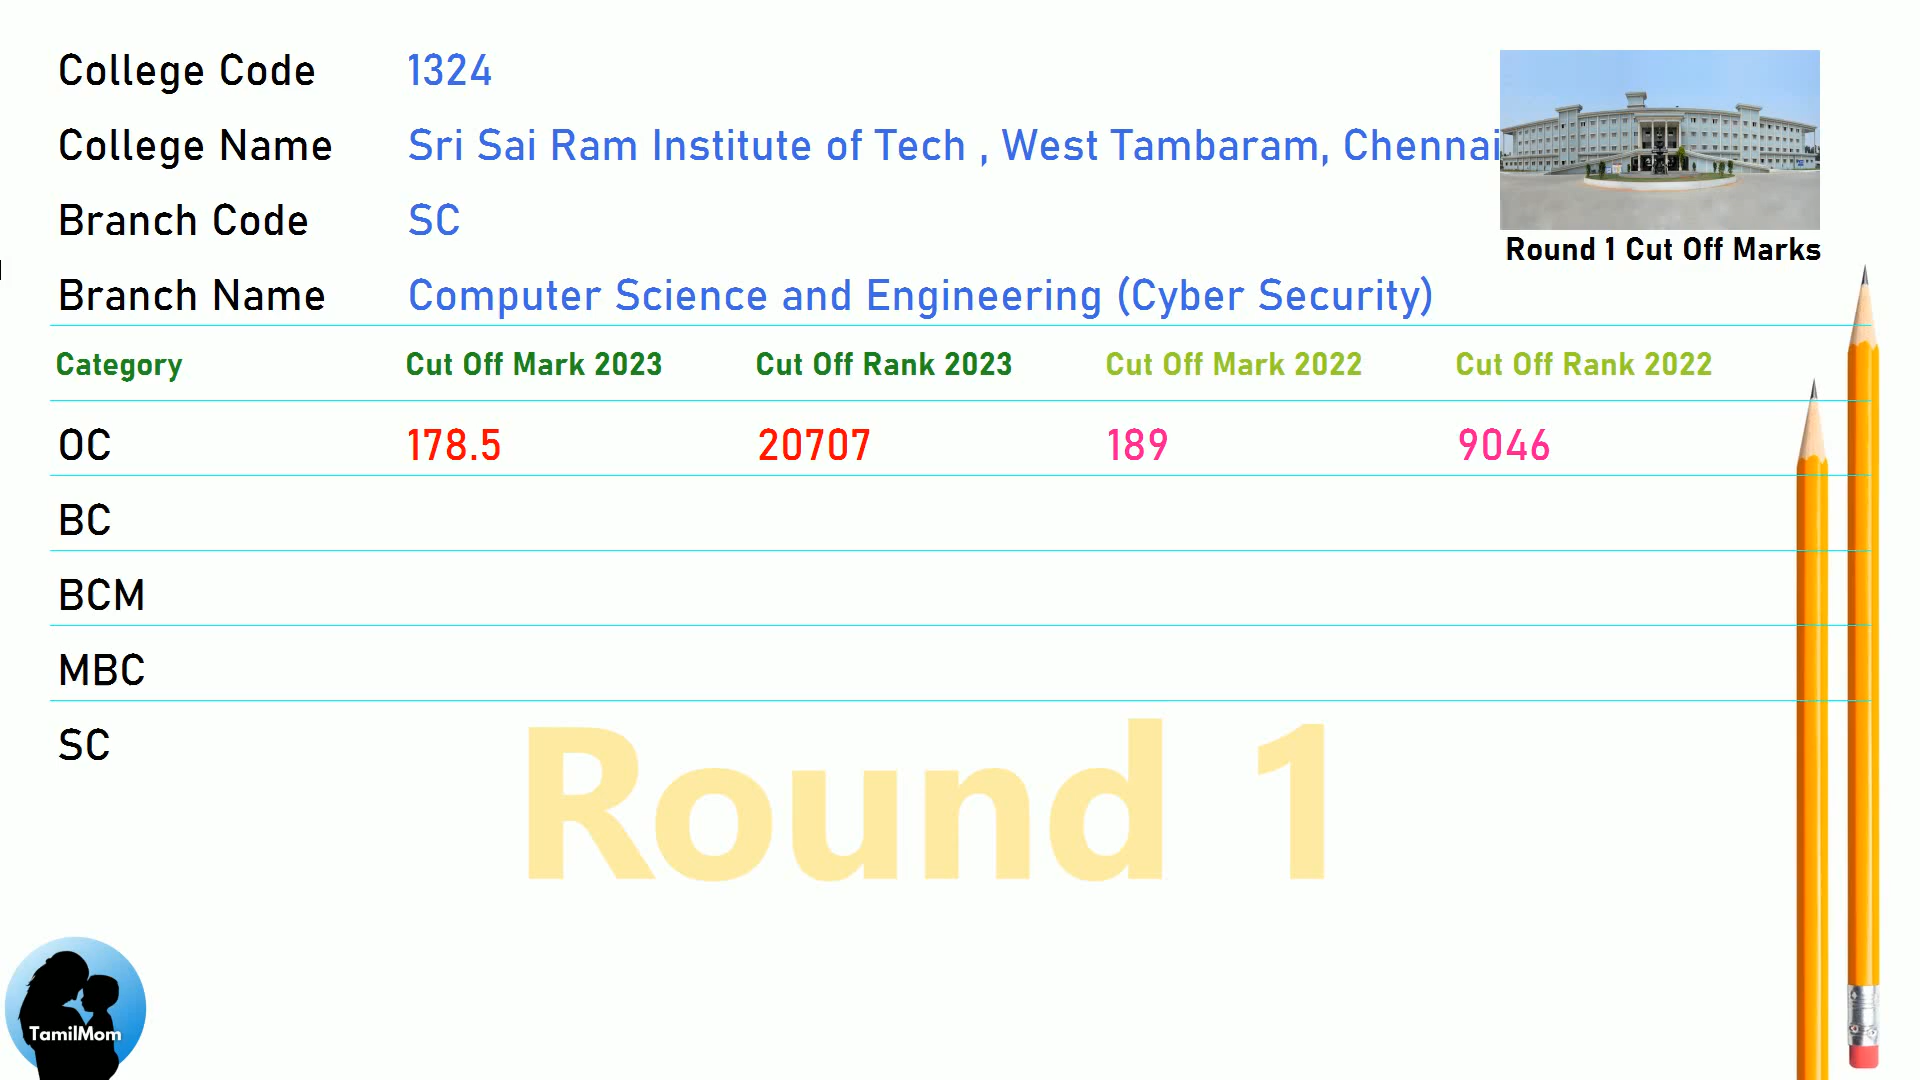 College Code 1324
College Name Sri Sai Ram Institute of Tech , West Tambaram, Chennai
Branch Code SC
Round 1 Cut Off Marks
Branch Name Computer Science and Engineering (Cyber Security)
Category Cut Off Mark 2023 Cut Off Rank 2023 Cut Off Mark 2022 Cut Off Rank 2022
OC 178.5 20707 189 9046
BC
BCM
MBC
SC
Round 1
TamilMom